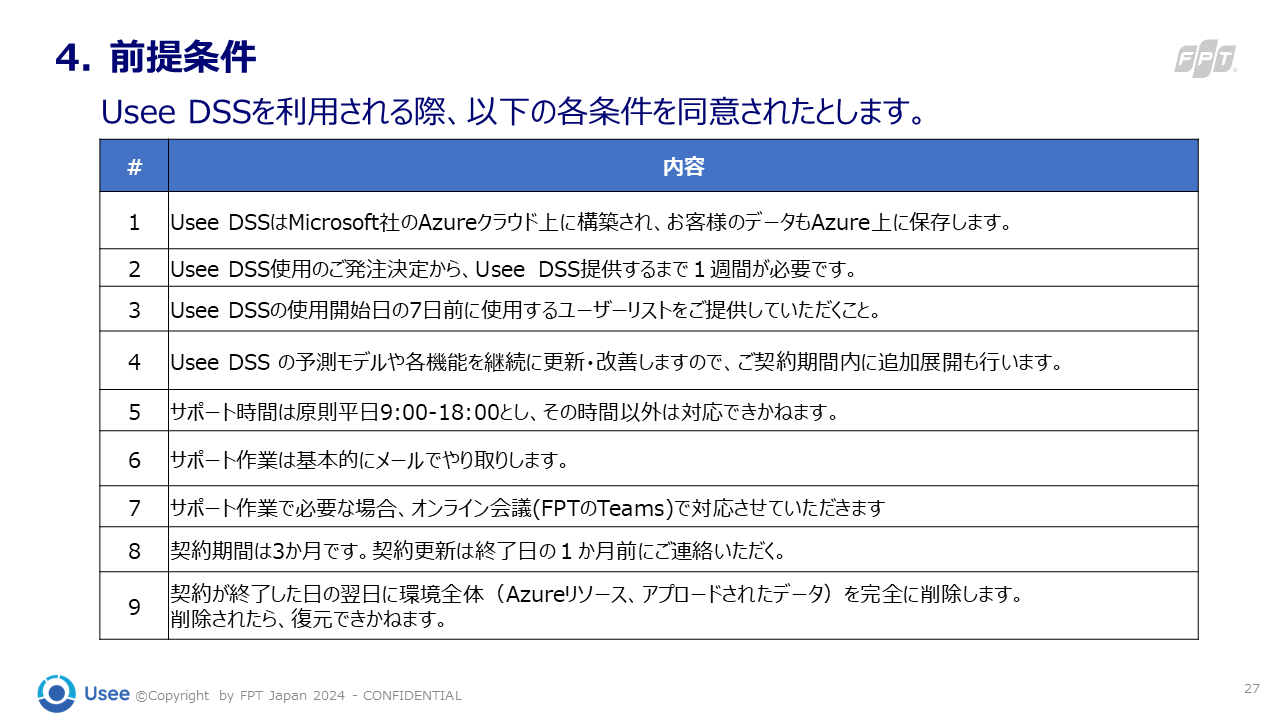 4. 前提条件
FPT
Usee DSSを利用される際、以下の各条件を同意されたとします。
# 内容
1 Usee DSSはMicrosoft社のAzureクラウド上に構築され、お客様のデータもAzure上に保存します。
2 Usee DSS使用のご発注決定から、Usee DSS提供するまで１週間が必要です。
3 Usee DSSの使用開始日の7日前に使用するユーザーリストをご提供していただくこと。
4 Usee DSS の予測モデルや各機能を継続に更新・改善しますので、ご契約期間内に追加展開も行います。
5 サポート時間は原則平日9:00-18:00とし、その時間以外は対応できかねます。
6 サポート作業は基本的にメールでやり取りします。
7 サポート作業で必要な場合、オンライン会議(FPTのTeams)で対応させていただきます
8 契約期間は3か月です。契約更新は終了日の１か月前にご連絡いただく。
9 契約が終了した日の翌日に環境全体（Azureリソース、アプロードされたデータ）を完全に削除します。
削除されたら、復元できかねます。
Usee ©Copyright by FPT Japan 2024 - CONFIDENTIAL
27